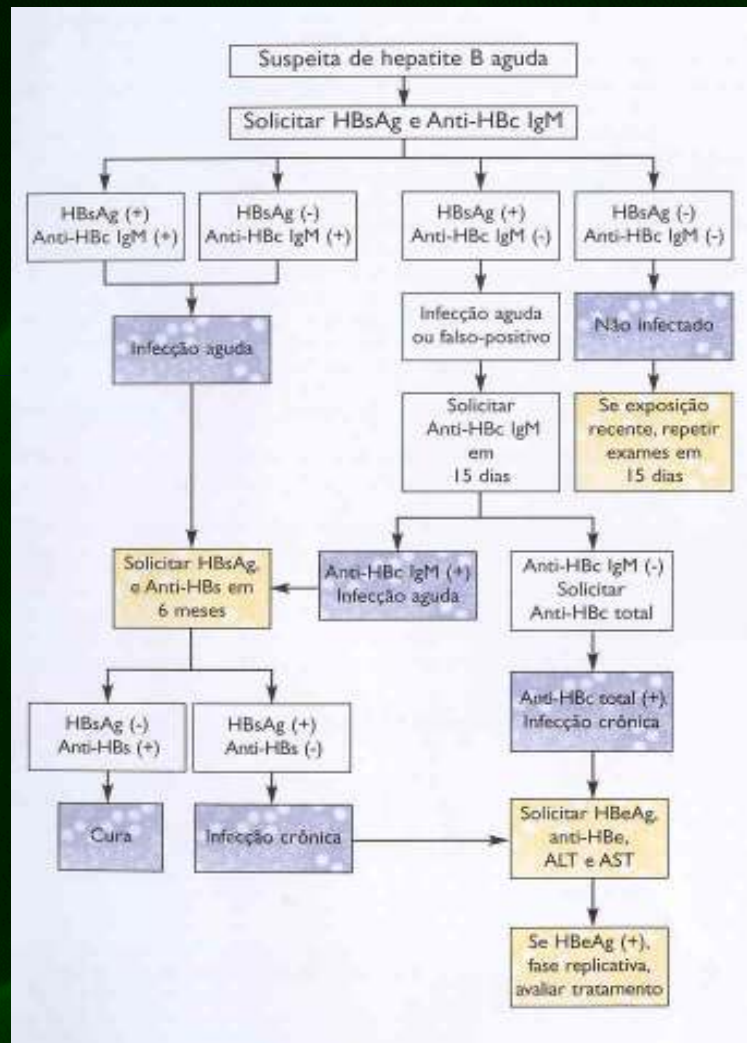 Suspeita de hepatite B aguda
Solicitar HBsAg e Anti-HBc IgM
HBsAg (+)
Anti-HBc IgM (+)
HBsAg (-)
Anti-HBc IgM (+)
HBsAg (+)
Anti-HBc IgM (-)
HBsAg (-)
Anti-HBc IgM (-)
Infecção aguda
Infecção aguda
ou falso-positivo
Não infectado
Solicitar
Anti-HBc IgM
em
15 dias
Se exposição
recente, repetir
exames em
15 dias
Solicitar HBsAg,
e Anti-HBs em
6 meses
Anti-HBc IgM (+)
Infecção aguda
Anti-HBc IgM (-)
Solicitar
Anti-HBc total
HBsAg (-)
Anti-HBs (+)
HBsAg (+)
Anti-HBs (-)
Anti-HBc total (+).
Infecção crônica
Cura
Infecção crônica
Solicitar HBeAg,
anti-HBe,
ALT e AST
Se HBeAg (+),
fase replicativa,
avaliar tratamento